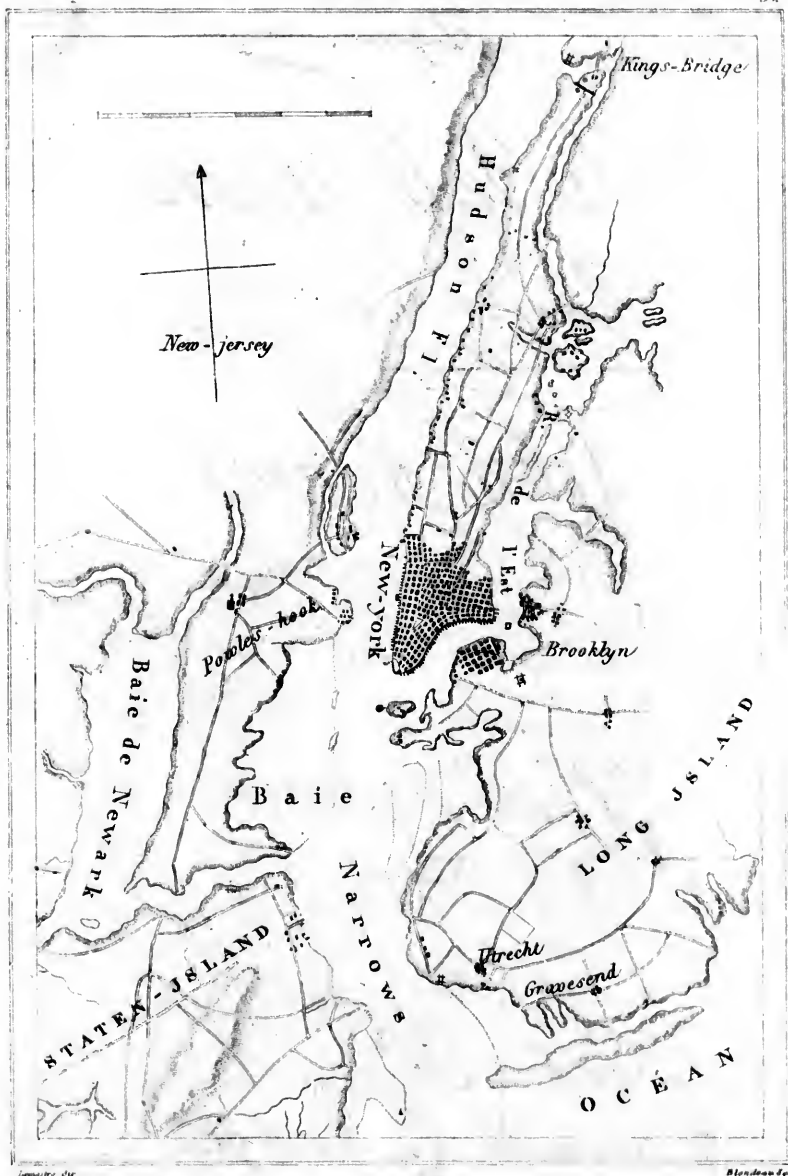 Kings-Bridge
Hudson Fl.
New-jersey
R. de l'Est
New-york
Powles-hook
Brooklyn
Baie de Newark
Baie
LONG JSLAND
Narrows
STATEN-JSLAND
Utrecht
Gravesend
OCÉAN